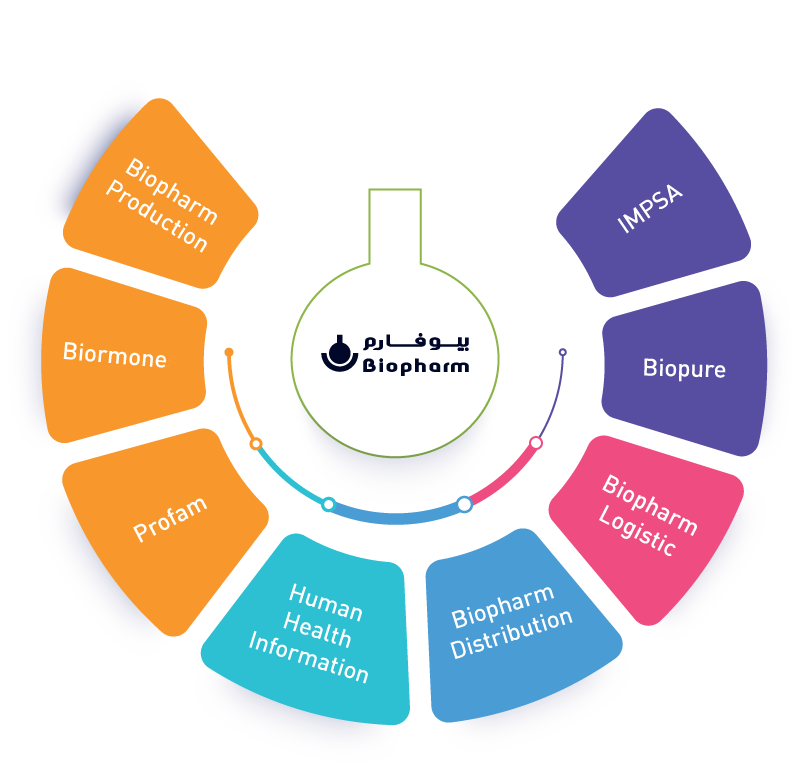 Biopharm
Production
Biormone
Profam
Human
Health
Information
Biopharm
Distribution
Biopharm
Logistic
Biopure
IMPSA
بيوفارم
Biopharm